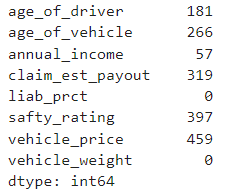 age_of_driver 181
age_of_vehicle 266
annual_income 57
claim_est_payout 319
liab_prct 0
safty_rating 397
vehicle_price 459
vehicle_weight 0
dtype: int64